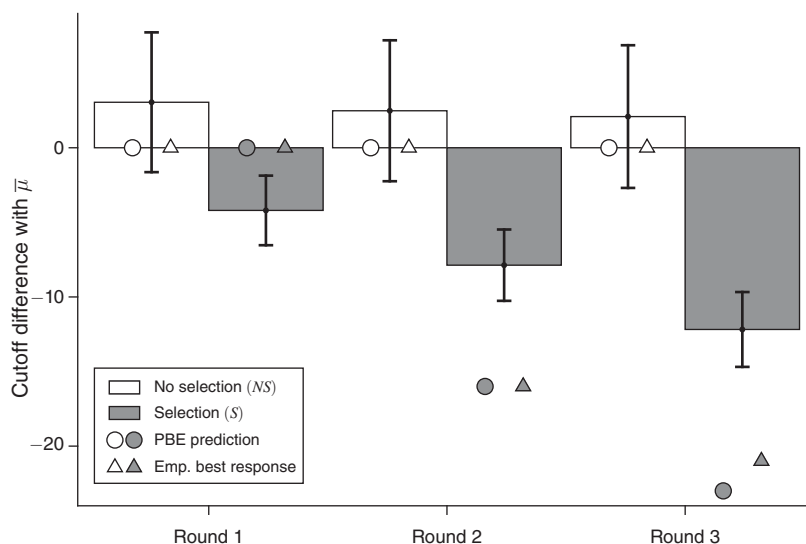 Cutoff difference with μ̅
0
−10
−20
No selection (NS)
Selection (S)
PBE prediction
Emp. best response
Round 1
Round 2
Round 3